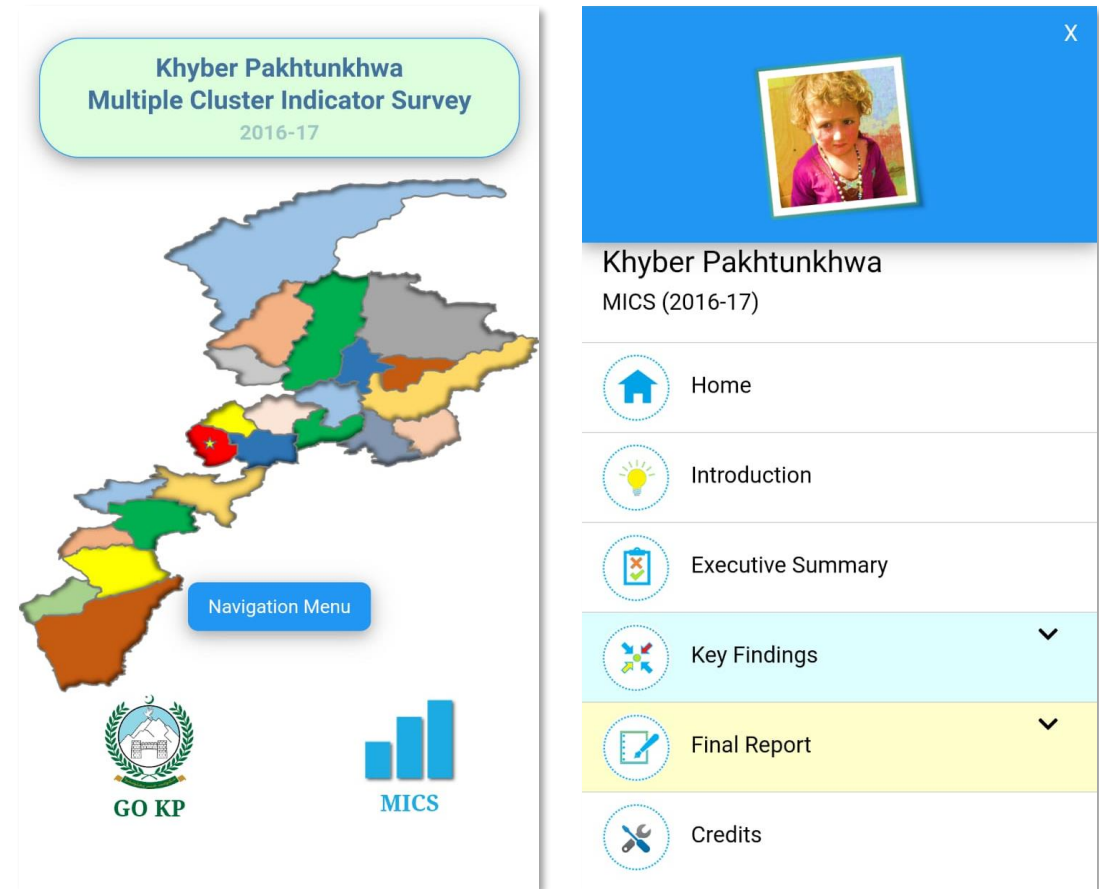 Khyber Pakhtunkhwa
Multiple Cluster Indicator Survey
2016-17
Navigation Menu
GO KP
MICS
X
Khyber Pakhtunkhwa
MICS (2016-17)
Home
Introduction
Executive Summary
Key Findings
Final Report
Credits